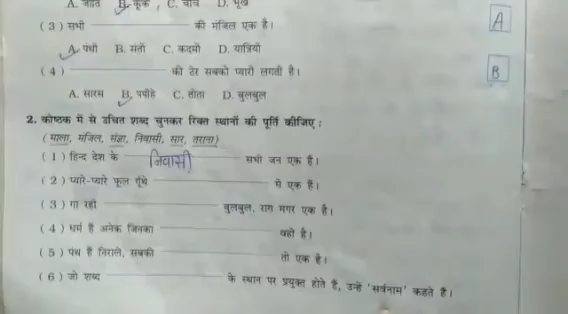 A. जाति B. कूक, C. चोंच D. भूख
( 3 ) सभी ________ की मंजिल एक है। A
A. पंथों B. संतों C. कदमों D. यात्रियों
( 4 ) ________ की टेर सबको प्यारी लगती है। B
A. सारस B. पपीहे C. तोता D. बुलबुल
2. कोष्ठक में से उचित शब्द चुनकर रिक्त स्थानों की पूर्ति कीजिए :
( माला, मंजिल, संज्ञा, निवासी, सार, तराना )
( 1 ) हिन्द देश के निवासी सभी जन एक है।
( 2 ) प्यारे-प्यारे फूल गूँथे ________ में एक है।
( 3 ) गा रही ________ बुलबुल, राग मगर एक है।
( 4 ) धर्म हैं अनेक जिनका ________ वही है।
( 5 ) पंथ हैं निराले, सबकी ________ तो एक है।
( 6 ) जो शब्द ________ के स्थान पर प्रयुक्त होते हैं, उन्हें 'सर्वनाम' कहते हैं।